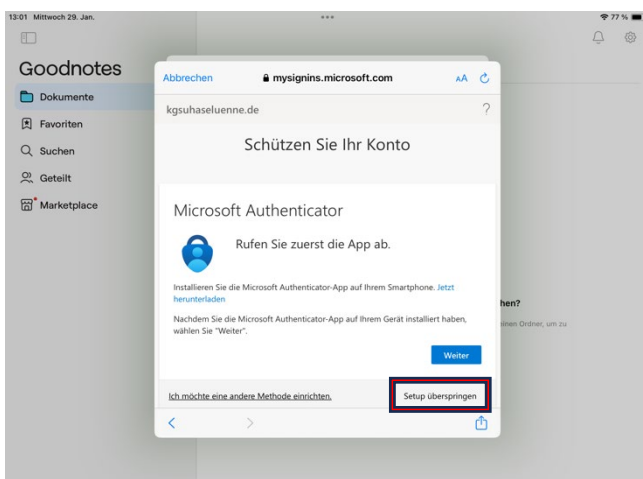 13:01 Mittwoch 29. Jan.
77 %
Goodnotes
Dokumente
Favoriten
Suchen
Geteilt
Marketplace
Abbrechen
mysignins.microsoft.com
AA
kgsuhaseluenne.de
?
Schützen Sie Ihr Konto
Microsoft Authenticator
Rufen Sie zuerst die App ab.
Installieren Sie die Microsoft Authenticator-App auf Ihrem Smartphone. Jetzt
herunterladen
Nachdem Sie die Microsoft Authenticator-App auf Ihrem Gerät installiert haben,
wählen Sie "Weiter".
Weiter
Ich möchte eine andere Methode einrichten.
Setup überspringen
hen?
einen Ordner, um zu